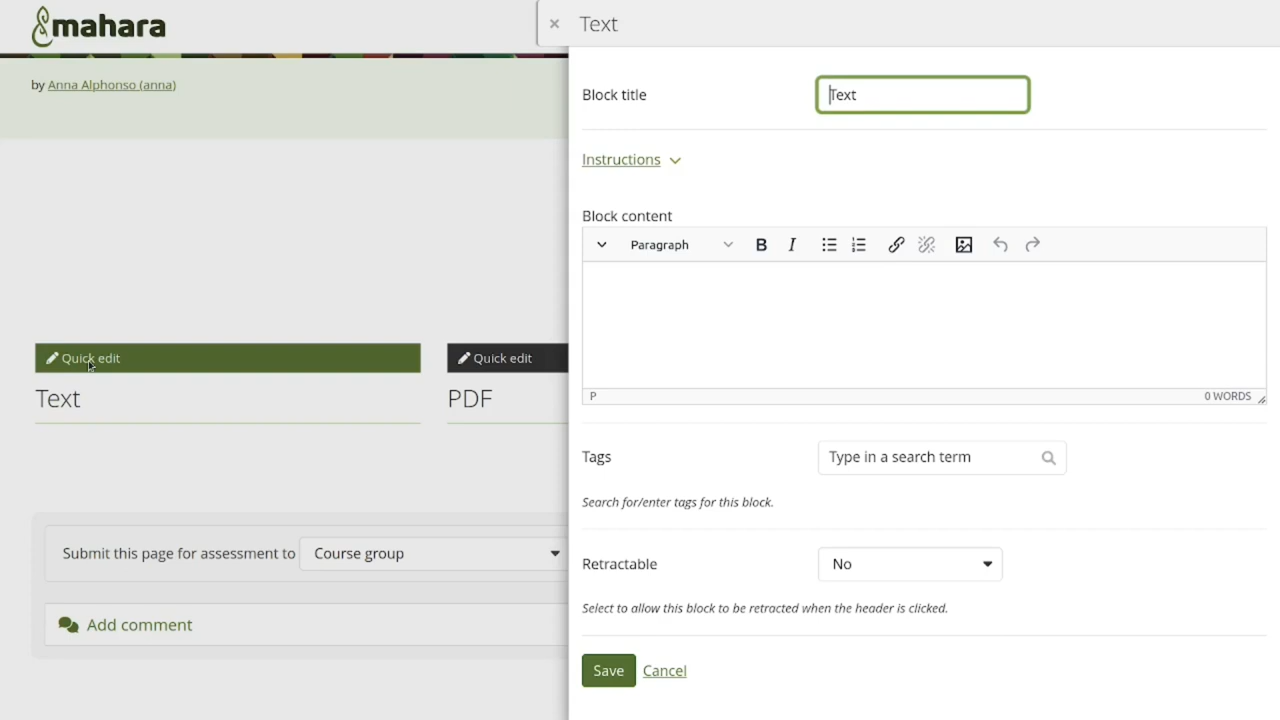 mahara
by Anna Alphonso (anna)
Quick edit
Text
Quick edit
PDF
Submit this page for assessment to Course group
Add comment
× Text
Block title Text
Instructions
Block content
Paragraph B I
P 0 WORDS
Tags Type in a search term
Search for/enter tags for this block.
Retractable No
Select to allow this block to be retracted when the header is clicked.
Save Cancel